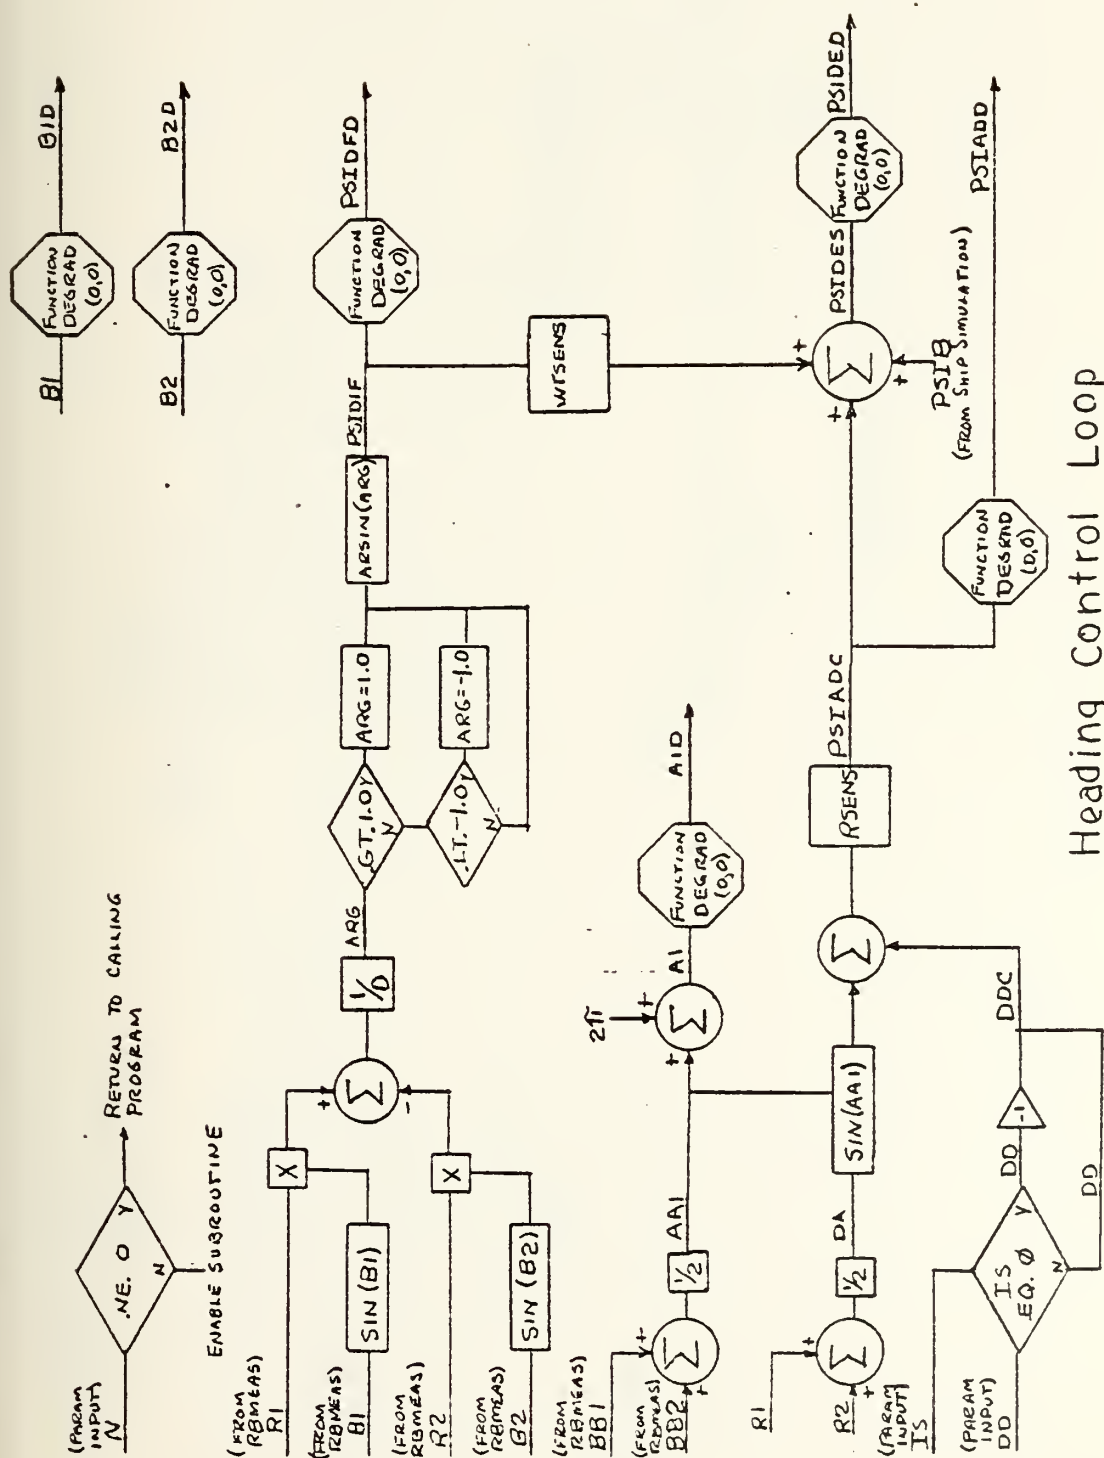 (PARAM
INPUT)
N
.NE. 0
Y
N
RETURN TO CALLING
PROGRAM
ENABLE SUBROUTINE
B1
FUNCTION
DEGRAD
(0,0)
B1D
B2
FUNCTION
DEGRAD
(0,0)
B2D
(FROM
RBMEAS)
R1
X
(FROM
RBMEAS)
B1
SIN (B1)
(FROM
RBMEAS)
R2
X
(FROM
RBMEAS)
B2
SIN (B2)
+
Σ
-
1/D
ARG
.GT. 1.0
Y
N
ARG=1.0
.LT. -1.0
Y
N
ARG=-1.0
ARSIN(ARG)
PSIDIF
FUNCTION
DEGRAD
(0,0)
PSIDFD
WTSENS
(FROM
RBMEAS)
BB1
(FROM
RBMEAS)
BB2
+
Σ
+
1/2
AA1
2π
+
Σ
+
A1
FUNCTION
DEGRAD
(0,0)
A1D
R1
R2
+
Σ
+
1/2
DA
SIN(AA1)
Σ
RSENS
PSIADC
+
+
Σ
+
PSIB
(FROM SHIP SIMULATION)
PSIDES
FUNCTION
DEGRAD
(0,0)
PSIDED
FUNCTION
DEGRAD
(0,0)
PSIADD
(PARAM
INPUT)
IS
(PARAM
INPUT)
DD
IS
EQ. Ø
Y
N
DD
-1
DDC
DD
Heading Control Loop